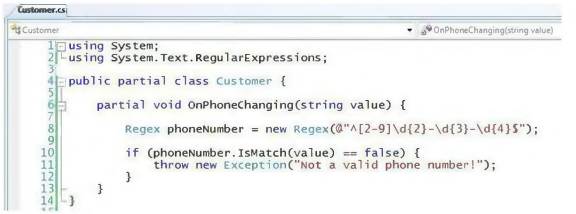 Customer.cs
Customer OnPhoneChanging(string value)
1 using System;
2 using System.Text.RegularExpressions;
3
4 public partial class Customer {
5
6 partial void OnPhoneChanging(string value) {
7
8 Regex phoneNumber = new Regex(@"^[2-9]\d{2}-\d{3}-\d{4}$");
9
10 if (phoneNumber.IsMatch(value) == false) {
11 throw new Exception("Not a valid phone number!");
12 }
13 }
14 }